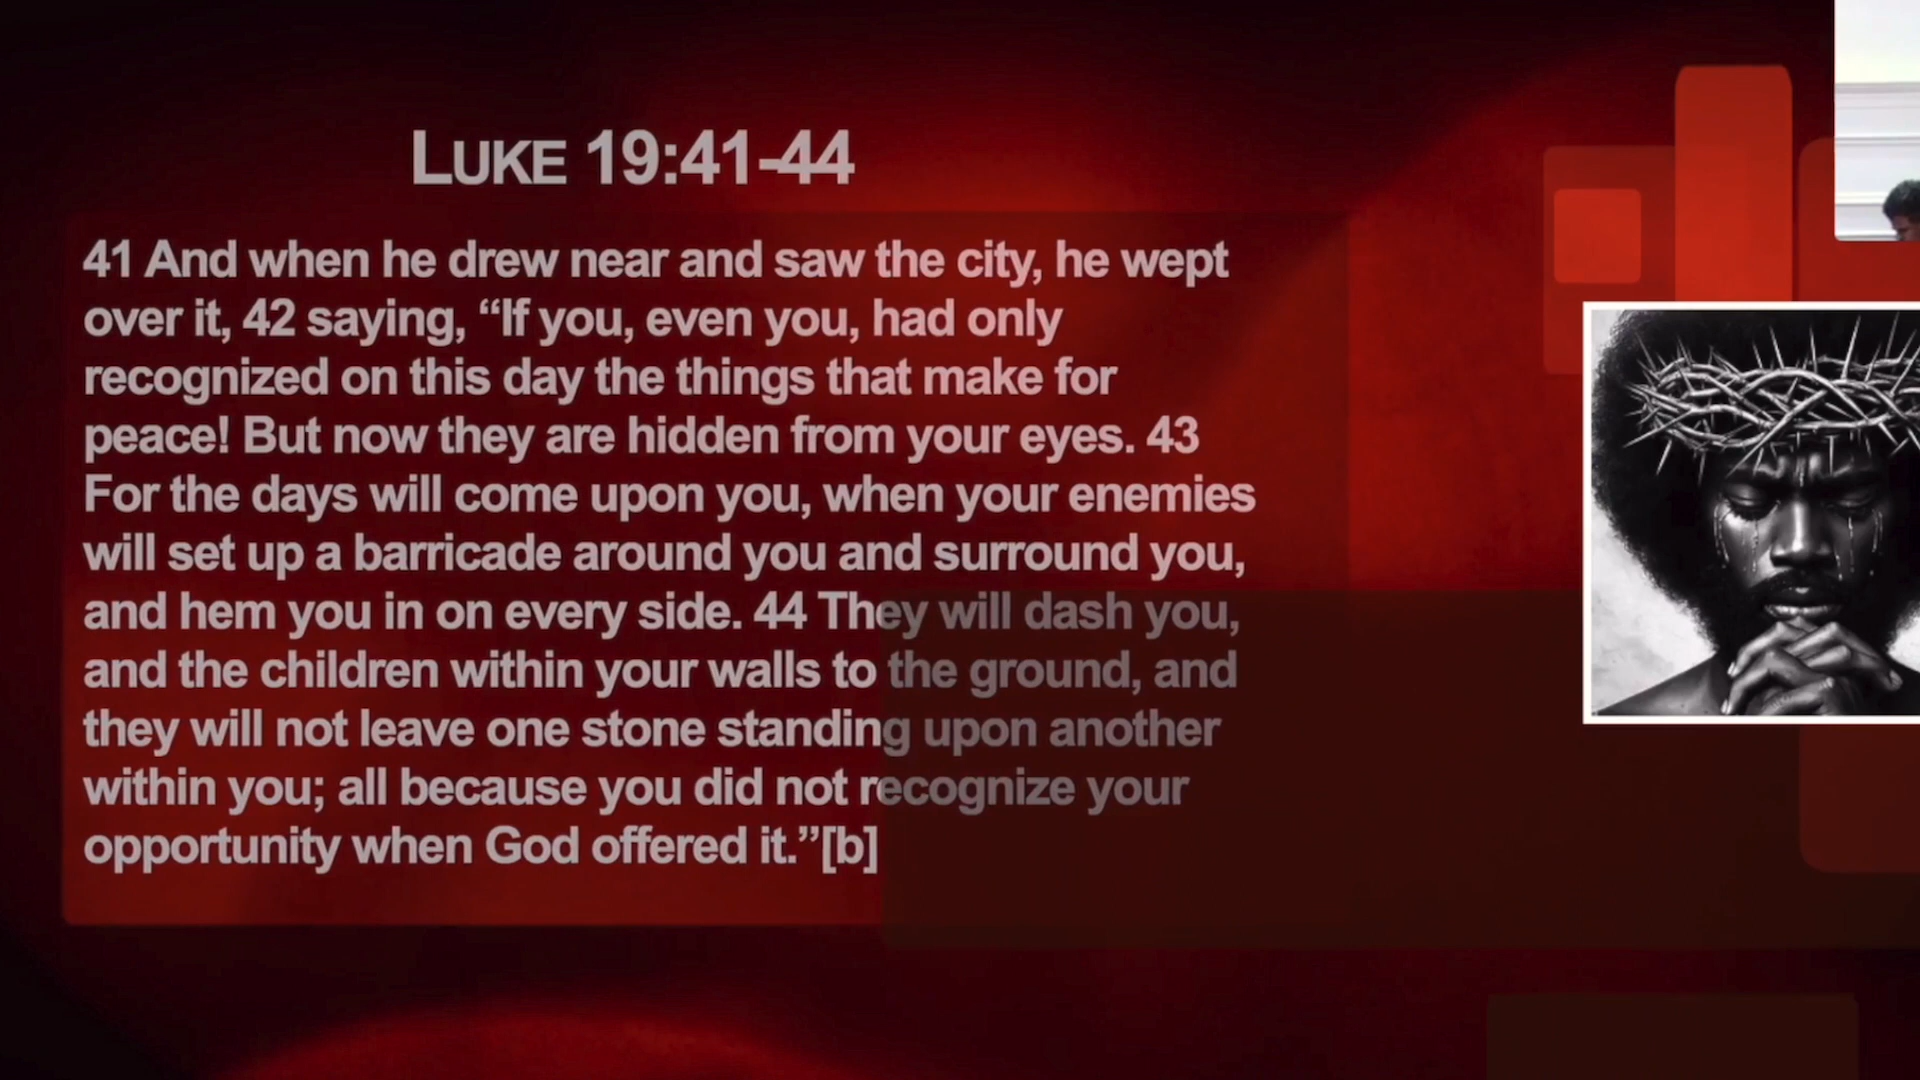 LUKE 19:41-44
41 And when he drew near and saw the city, he wept
over it, 42 saying, “If you, even you, had only
recognized on this day the things that make for
peace! But now they are hidden from your eyes. 43
For the days will come upon you, when your enemies
will set up a barricade around you and surround you,
and hem you in on every side. 44 They will dash you,
and the children within your walls to the ground, and
they will not leave one stone standing upon another
within you; all because you did not recognize your
opportunity when God offered it.”[b]